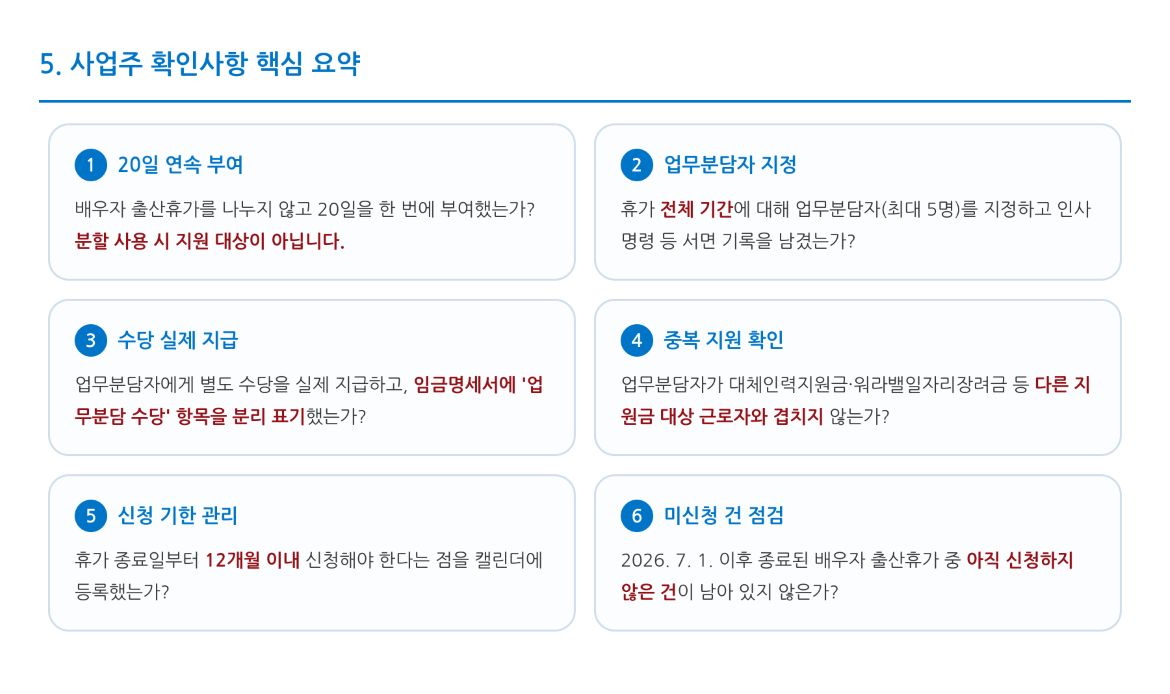 5. 사업주 확인사항 핵심 요약
1 20일 연속 부여
배우자 출산휴가를 나누지 않고 20일을 한 번에 부여했는가?
분할 사용 시 지원 대상이 아닙니다.
2 업무분담자 지정
휴가 전체 기간에 대해 업무분담자(최대 5명)를 지정하고 인사
명령 등 서면 기록을 남겼는가?
3 수당 실제 지급
업무분담자에게 별도 수당을 실제 지급하고, 임금명세서에 '업
무분담 수당' 항목을 분리 표기했는가?
4 중복 지원 확인
업무분담자가 대체인력지원금·워라밸일자리장려금 등 다른 지
원금 대상 근로자와 겹치지 않는가?
5 신청 기한 관리
휴가 종료일부터 12개월 이내 신청해야 한다는 점을 캘린더에
등록했는가?
6 미신청 건 점검
2026. 7. 1. 이후 종료된 배우자 출산휴가 중 아직 신청하지
않은 건이 남아 있지 않은가?